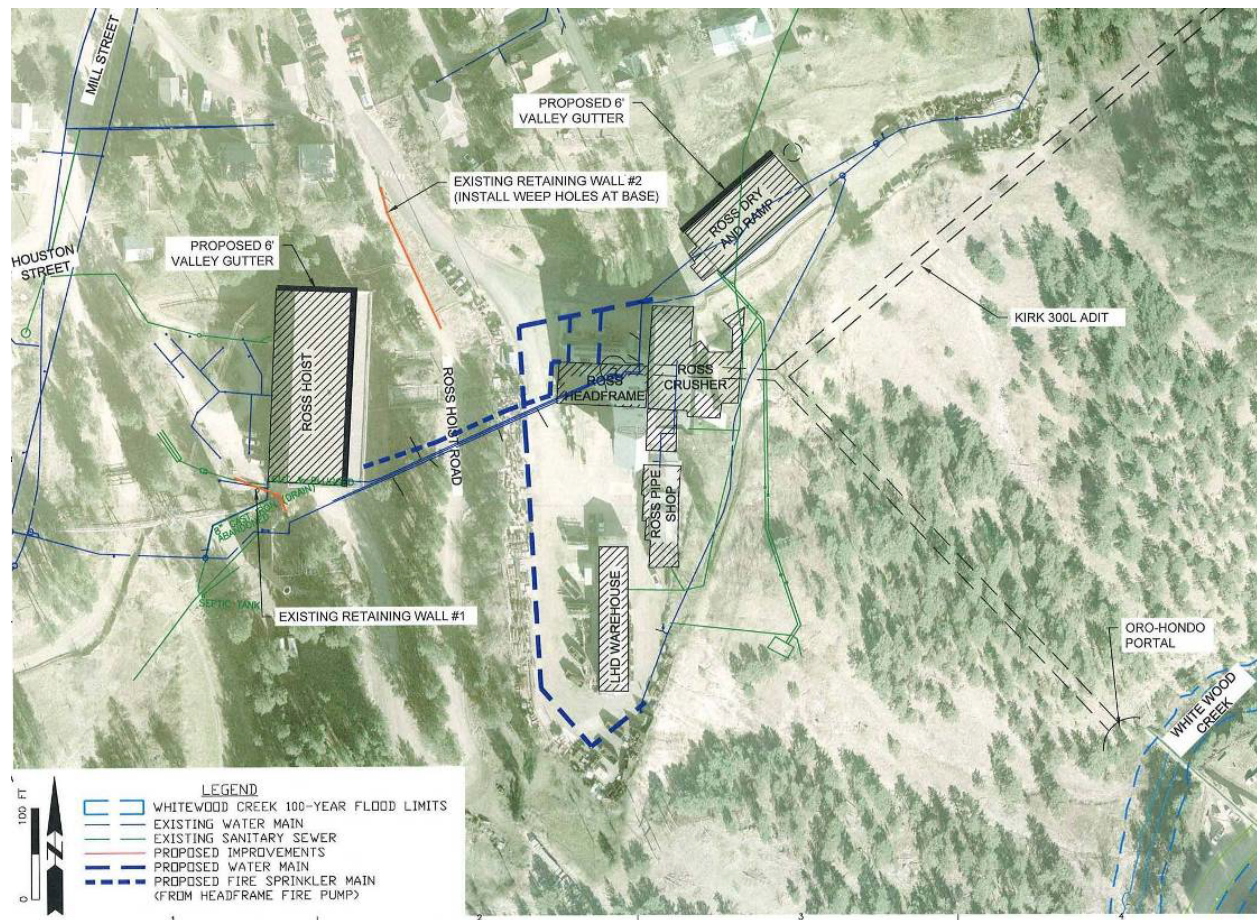 MILL STREET
PROPOSED 6'
VALLEY GUTTER
EXISTING RETAINING WALL #2
(INSTALL WEEP HOLES AT BASE)
ROSS DRY
AND RAMP
PROPOSED 6'
VALLEY GUTTER
HOUSTON
STREET
KIRK 300L ADIT
ROSS HOIST
ROSS HOIST ROAD
ROSS
HEADFRAME
ROSS
CRUSHER
ROSS PIPE
SHOP
(DRAIN)
SEPTIC TANK
EXISTING RETAINING WALL #1
LHD WAREHOUSE
ORO-HONDO
PORTAL
WHITE WOOD
CREEK
LEGEND
WHITEWOOD CREEK 100-YEAR FLOOD LIMITS
EXISTING WATER MAIN
EXISTING SANITARY SEWER
PROPOSED IMPROVEMENTS
PROPOSED WATER MAIN
PROPOSED FIRE SPRINKLER MAIN
(FROM HEADFRAME FIRE PUMP)
100 FT
0
N
1
2
3
4